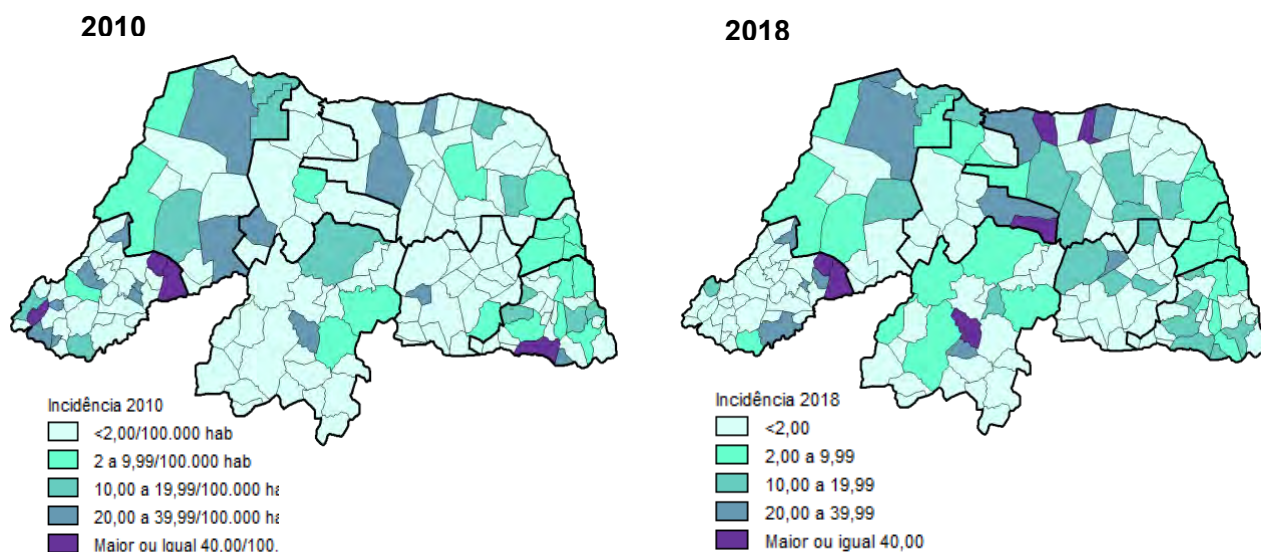 2010
2018
Incidência 2010
<2,00/100.000 hab
2 a 9,99/100.000 hab
10,00 a 19,99/100.000 ha
20,00 a 39,99/100.000 ha
Maior ou Igual 40,00/100.
Incidência 2018
<2,00
2,00 a 9,99
10,00 a 19,99
20,00 a 39,99
Maior ou igual 40,00